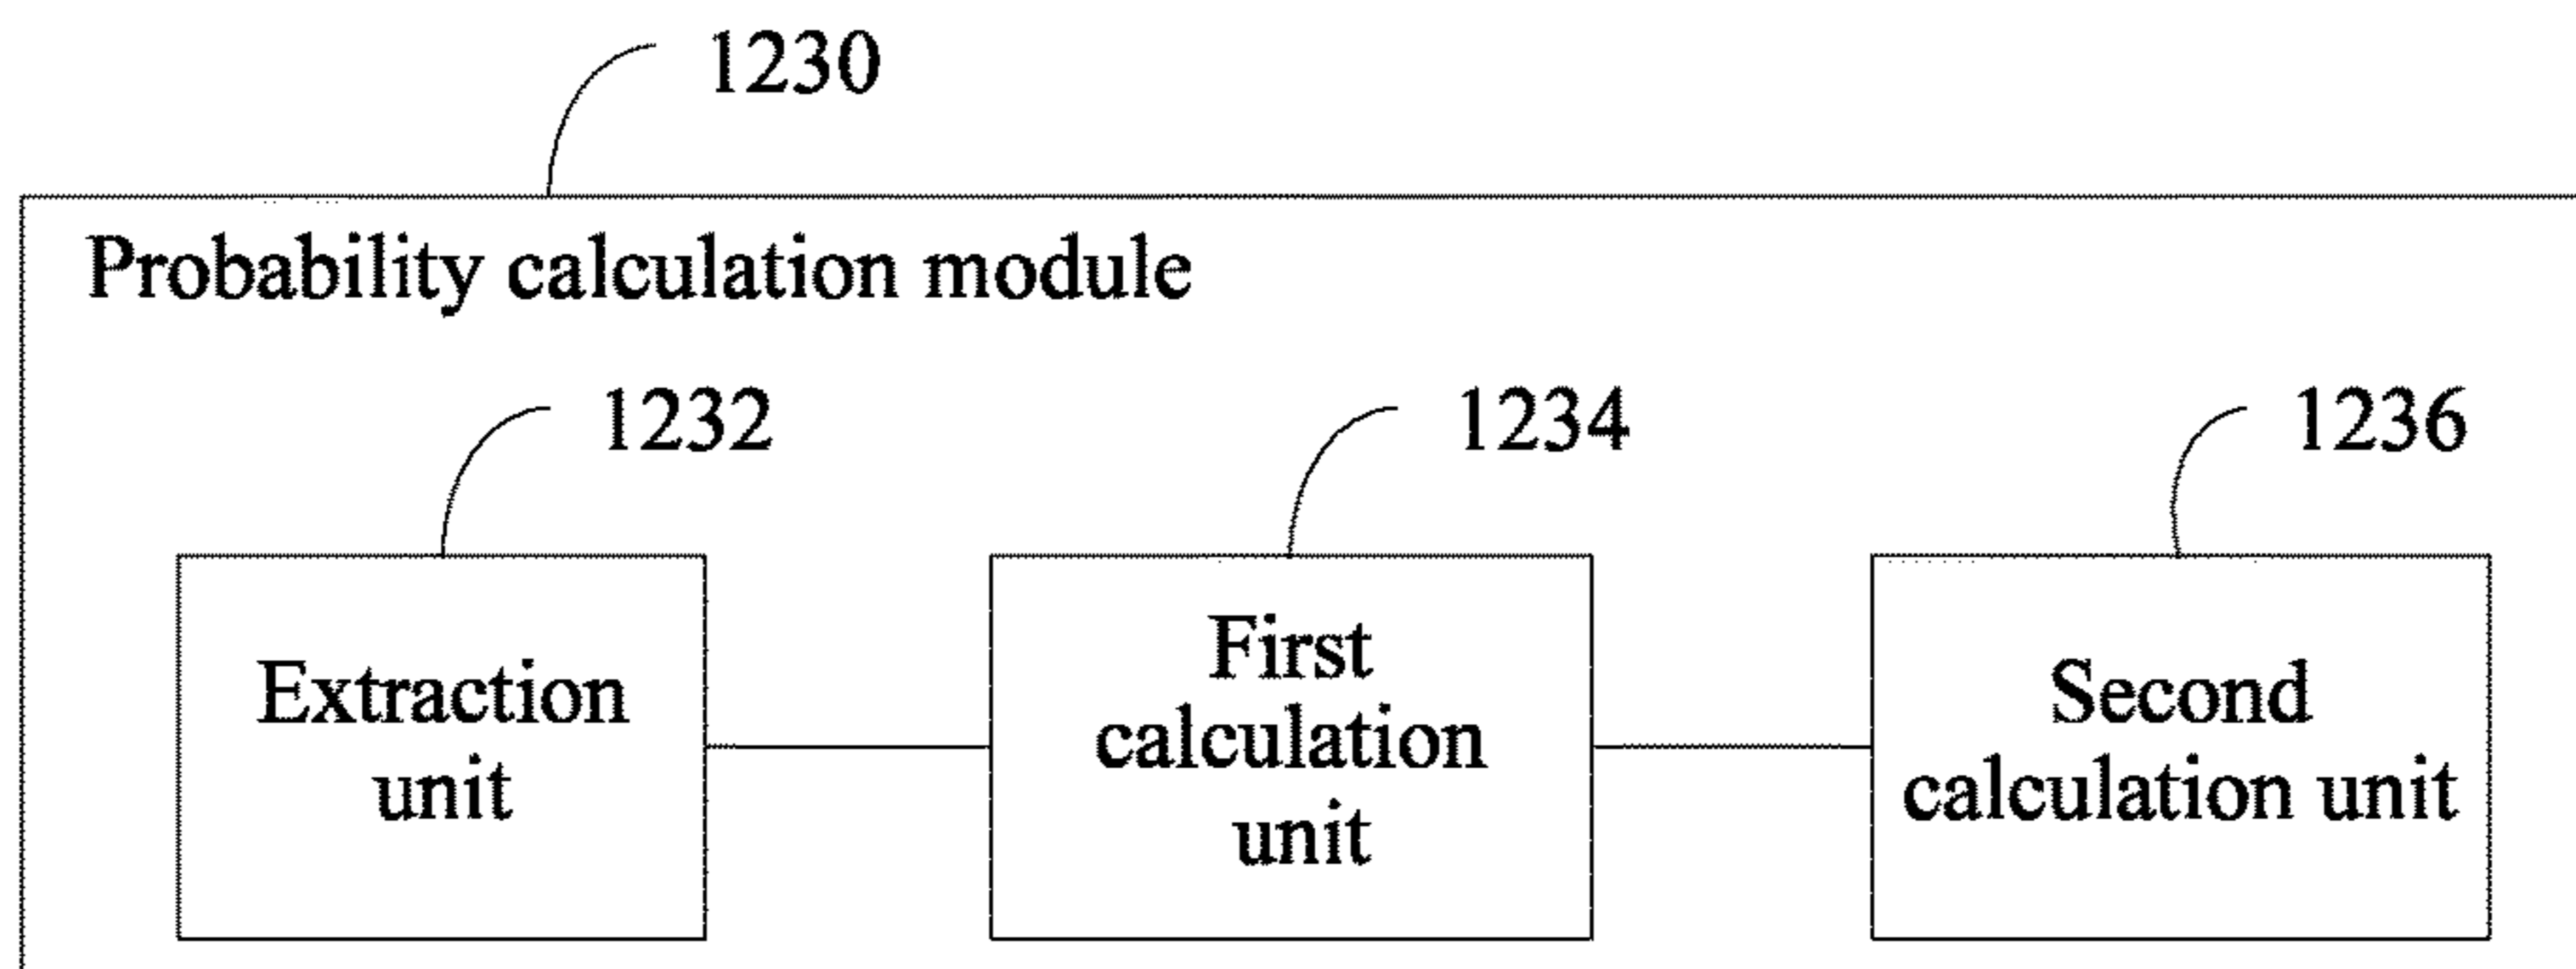 1230
Probability calculation module
1232
1234
1236
Extraction
unit
First
calculation
unit
Second
calculation unit